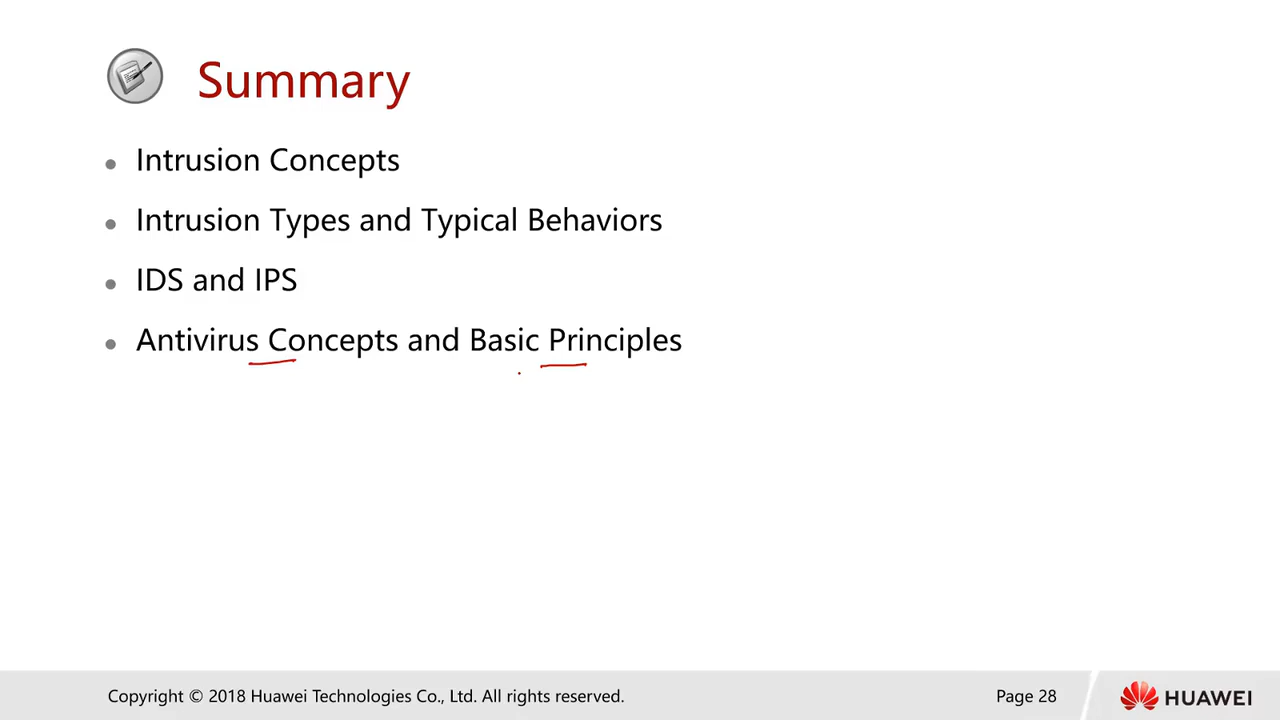 Summary
Intrusion Concepts
Intrusion Types and Typical Behaviors
IDS and IPS
Antivirus Concepts and Basic Principles
Copyright © 2018 Huawei Technologies Co., Ltd. All rights reserved.
Page 28
HUAWEI